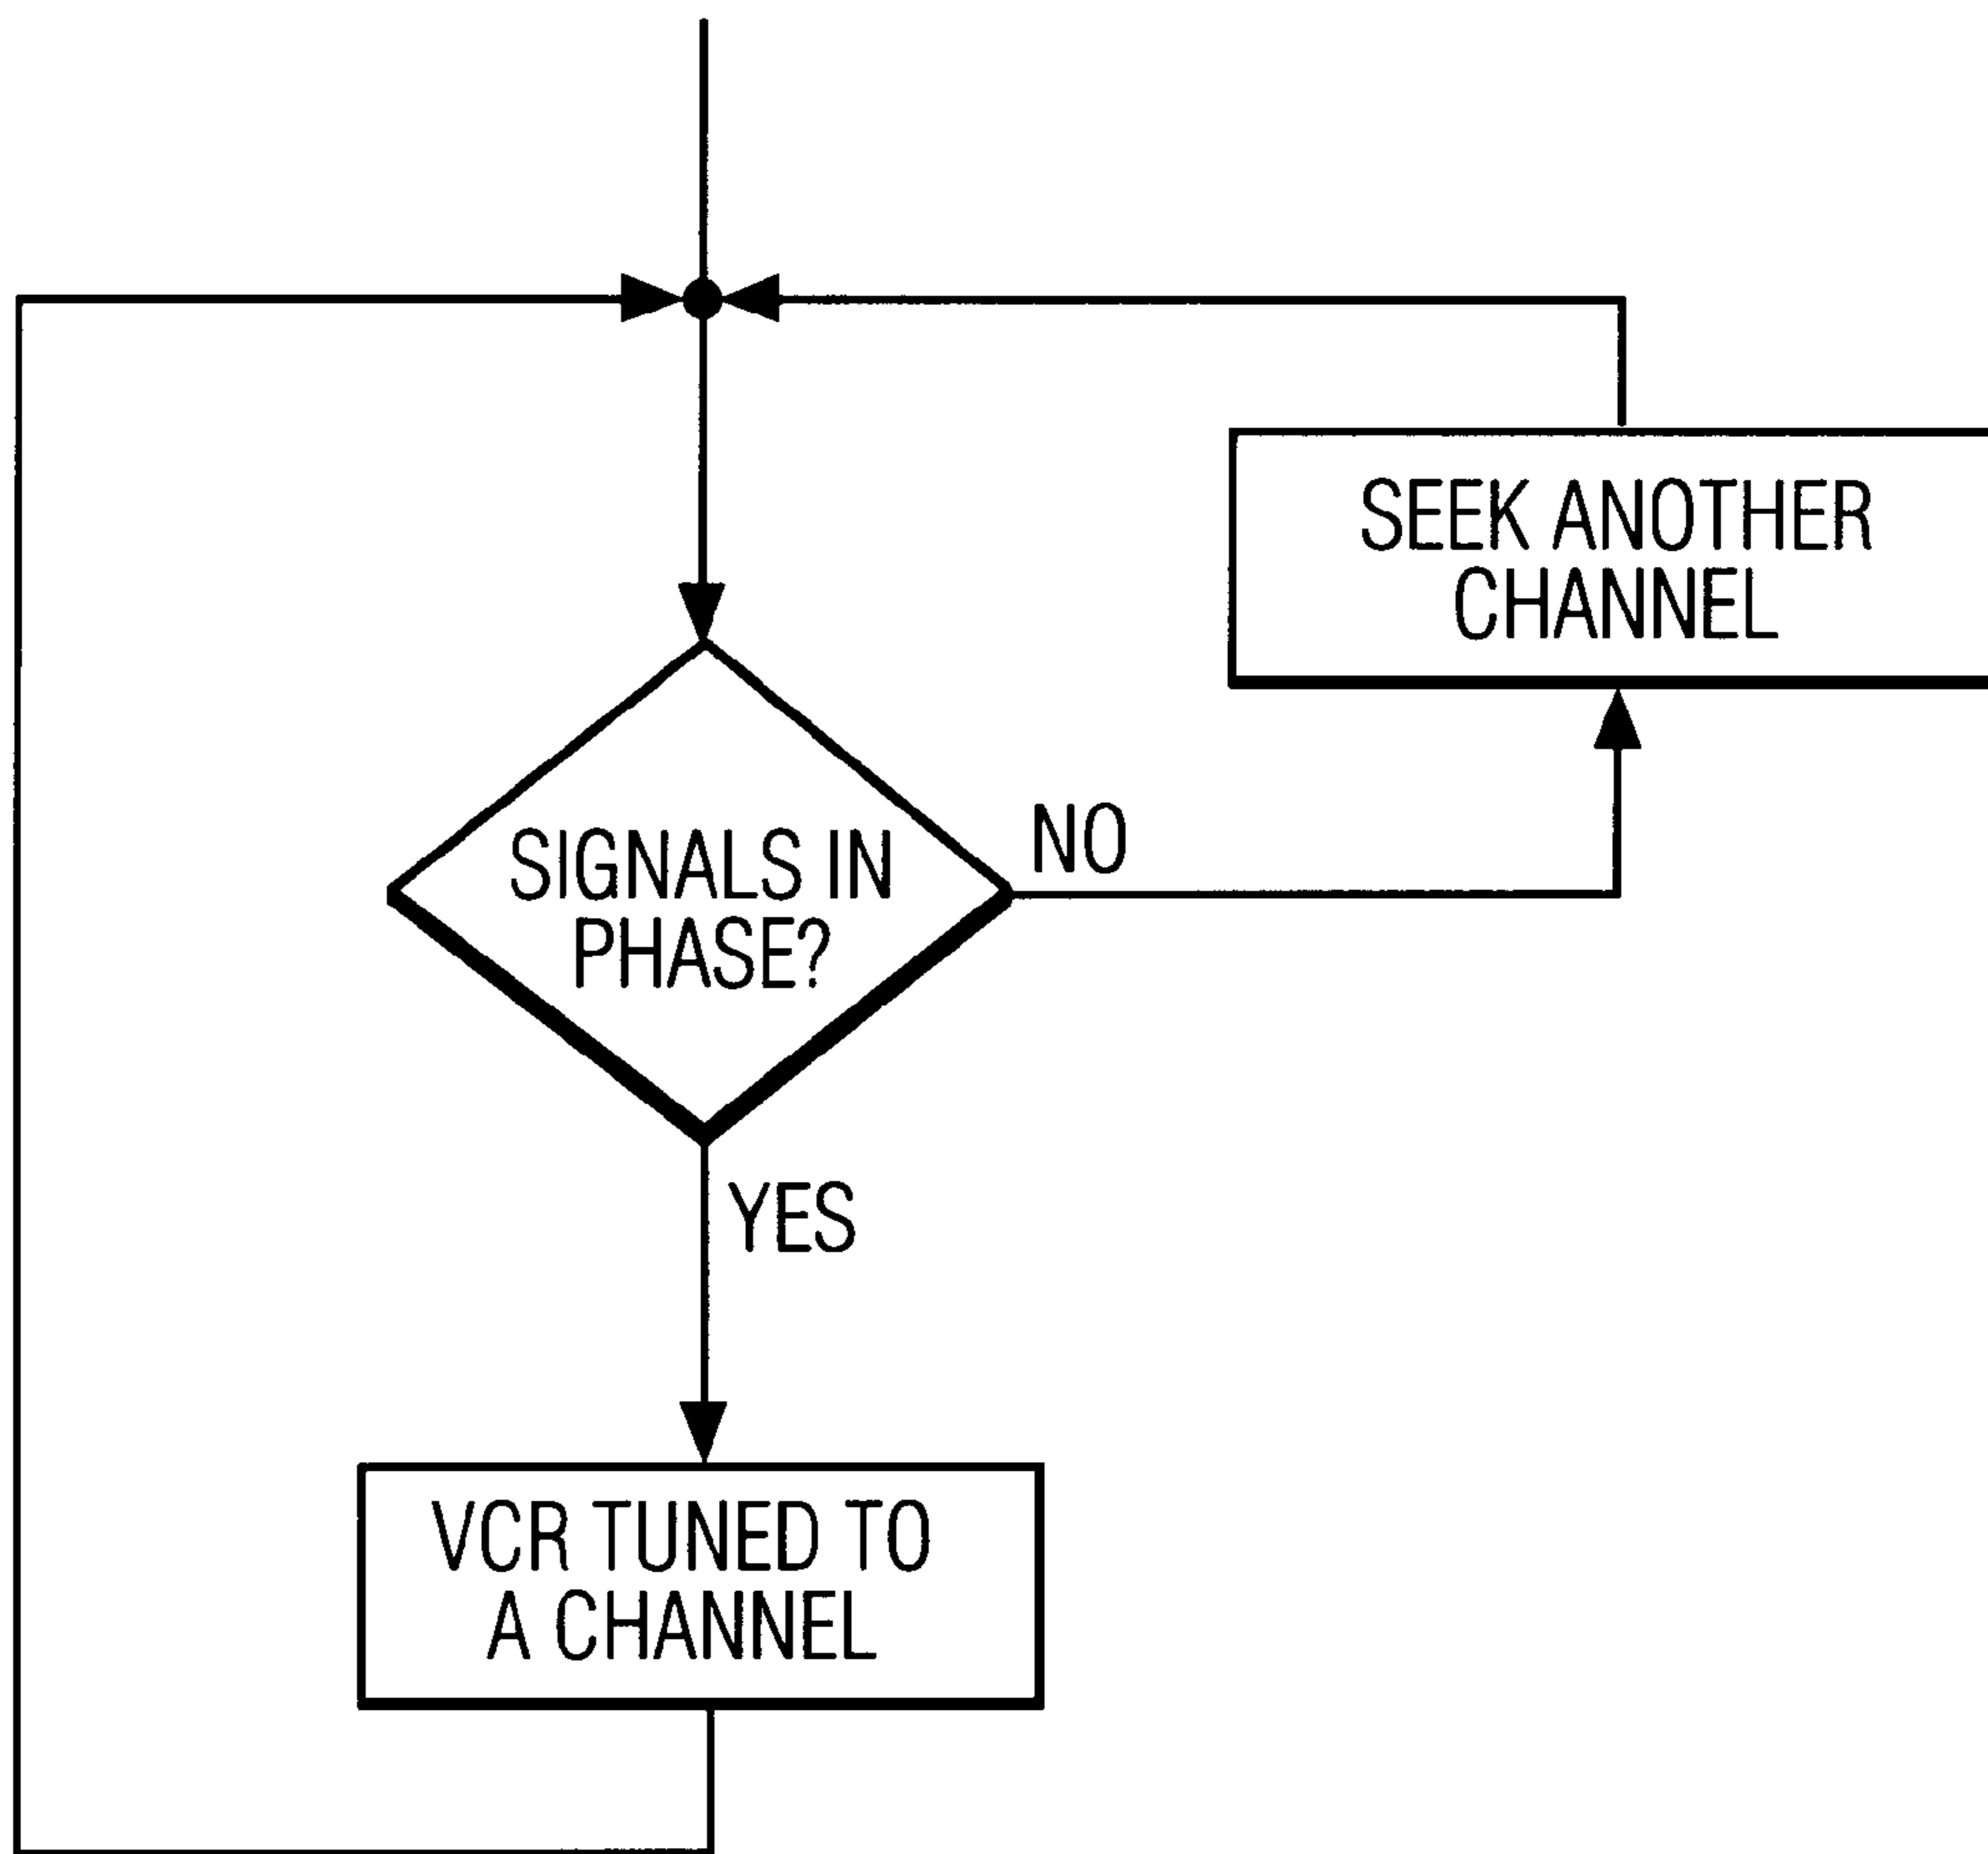 SEEK ANOTHER
CHANNEL
SIGNALS IN
PHASE?
NO
YES
VCR TUNED TO
A CHANNEL